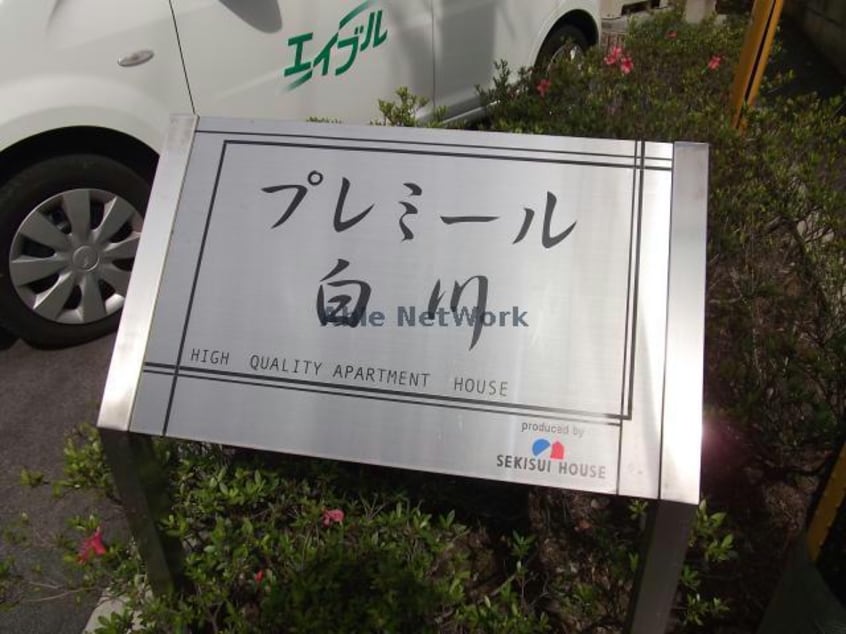 エイブル
プレミール
白川
Able NetWork
HIGH QUALITY APARTMENT HOUSE
produced by
SEKISUI HOUSE